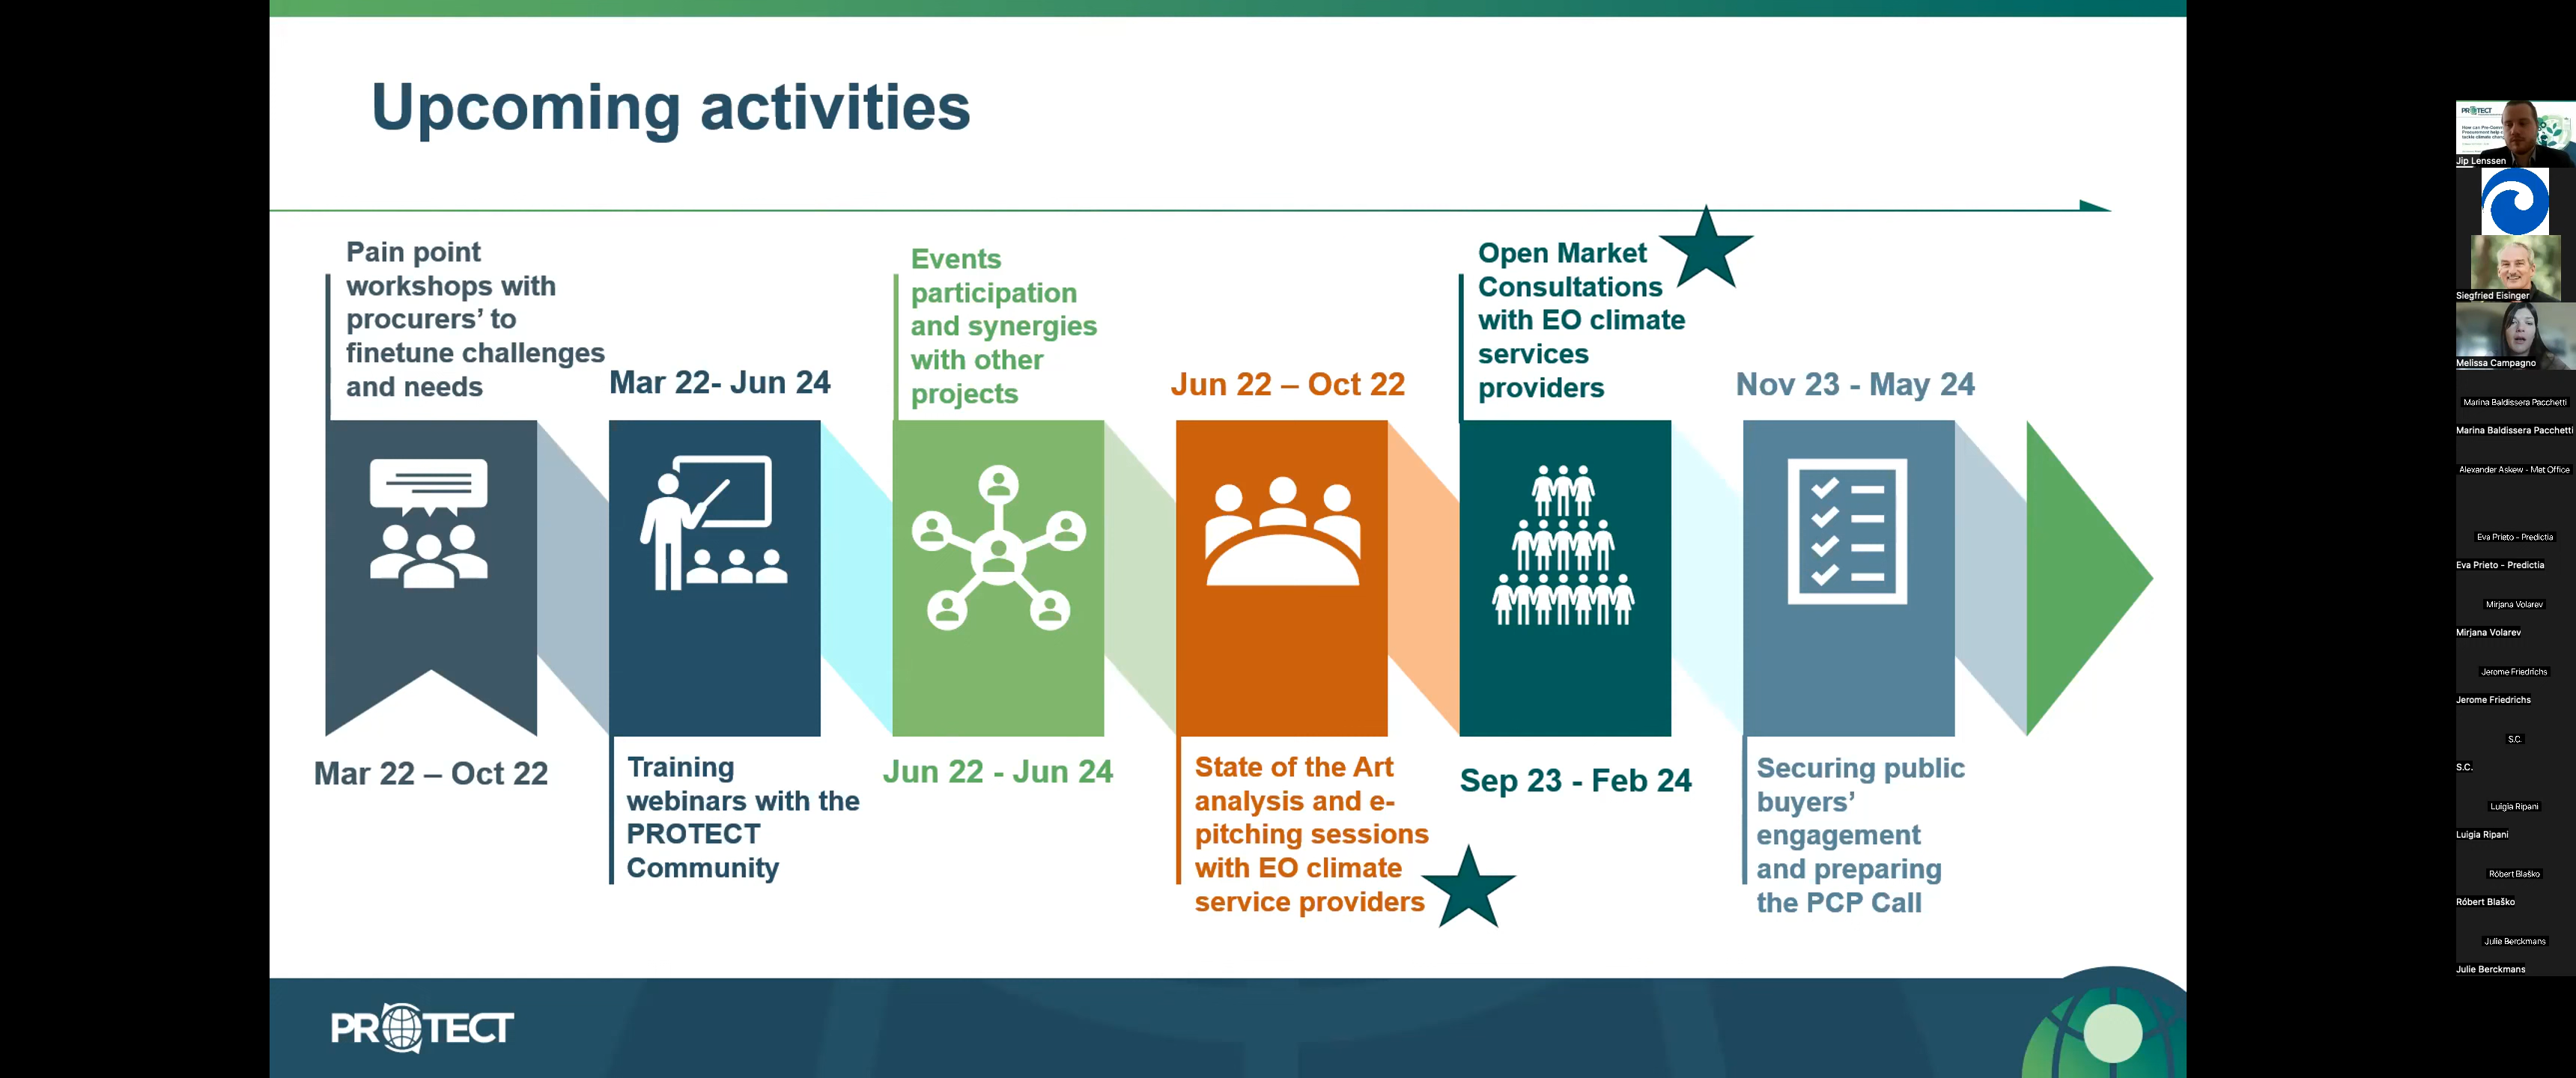 Upcoming activities
Pain point
workshops with
procurers’ to
finetune challenges
and needs
Mar 22 – Oct 22
Mar 22- Jun 24
Training
webinars with the
PROTECT
Community
Events
participation
and synergies
with other
projects
Jun 22 - Jun 24
Jun 22 – Oct 22
State of the Art
analysis and e-
pitching sessions
with EO climate
service providers
Open Market
Consultations
with EO climate
services
providers
Sep 23 - Feb 24
Nov 23 - May 24
Securing public
buyers’
engagement
and preparing
the PCP Call
PROTECT
PROTECT
Jip Lenssen
Siegfried Eisinger
Melissa Campagno
Marina Baldissera Pacchetti
Marina Baldissera Pacchetti
Alexander Askew - Met Office
Eva Prieto - Predictia
Eva Prieto - Predictia
Mirjana Volarev
Mirjana Volarev
Jerome Friedrichs
Jerome Friedrichs
S.C.
S.C.
Luigia Ripani
Luigia Ripani
Róbert Blaško
Róbert Blaško
Julie Berckmans
Julie Berckmans